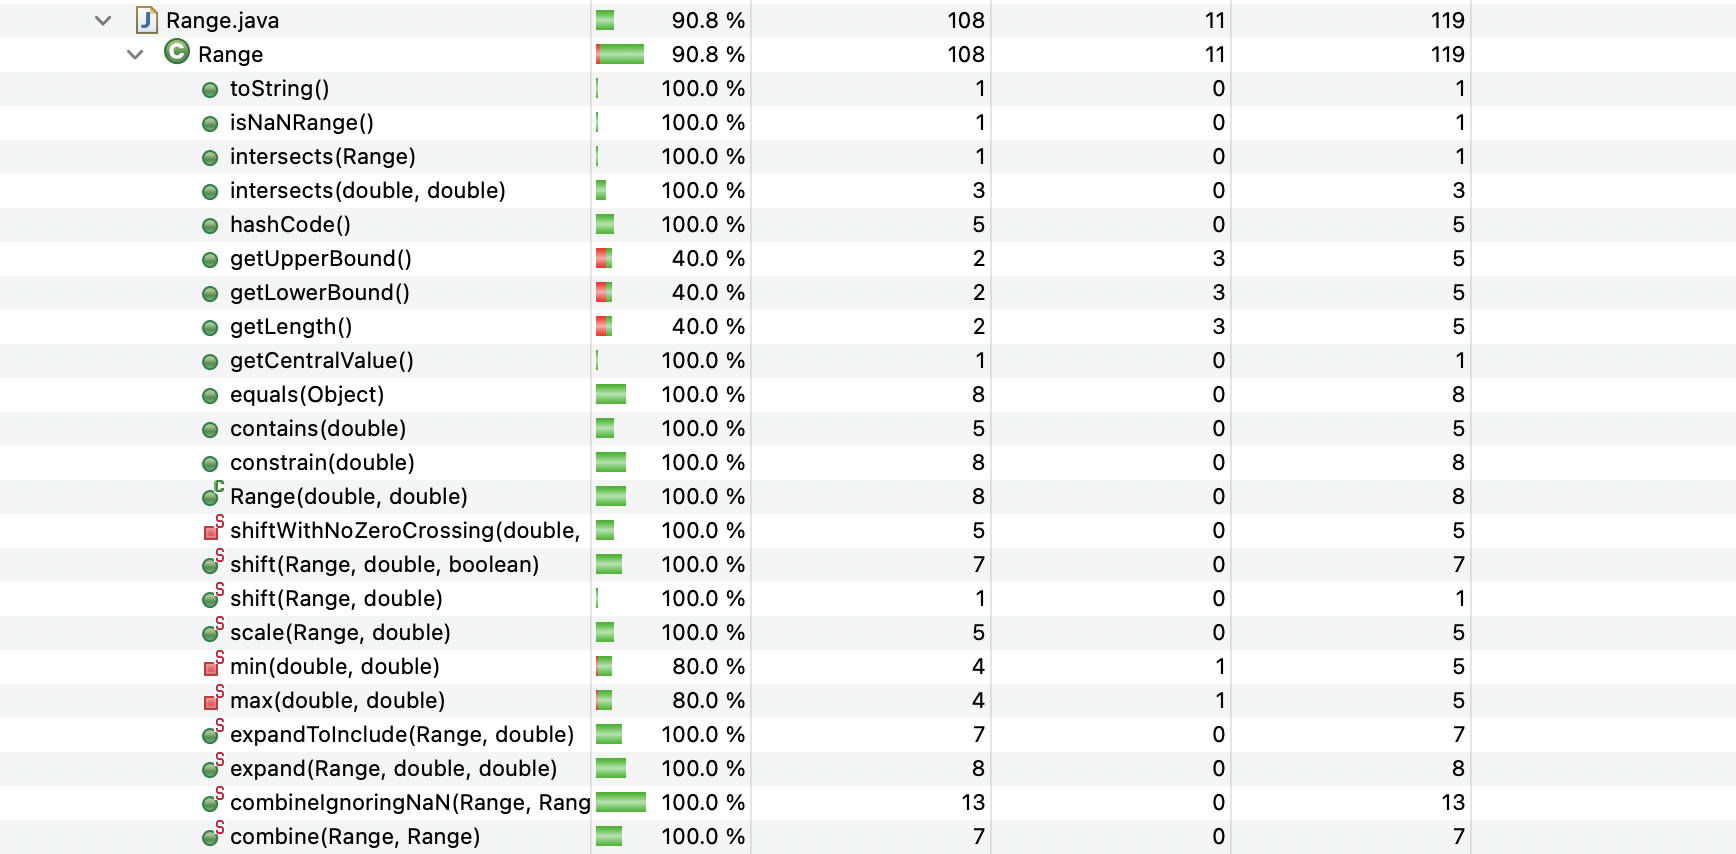 J Range.java 90.8 % 108 11 119
C Range 90.8 % 108 11 119
toString() 100.0 % 1 0 1
isNaNRange() 100.0 % 1 0 1
intersects(Range) 100.0 % 1 0 1
intersects(double, double) 100.0 % 3 0 3
hashCode() 100.0 % 5 0 5
getUpperBound() 40.0 % 2 3 5
getLowerBound() 40.0 % 2 3 5
getLength() 40.0 % 2 3 5
getCentralValue() 100.0 % 1 0 1
equals(Object) 100.0 % 8 0 8
contains(double) 100.0 % 5 0 5
constrain(double) 100.0 % 8 0 8
C Range(double, double) 100.0 % 8 0 8
S shiftWithNoZeroCrossing(double, 100.0 % 5 0 5
S shift(Range, double, boolean) 100.0 % 7 0 7
S shift(Range, double) 100.0 % 1 0 1
S scale(Range, double) 100.0 % 5 0 5
S min(double, double) 80.0 % 4 1 5
S max(double, double) 80.0 % 4 1 5
S expandToInclude(Range, double) 100.0 % 7 0 7
S expand(Range, double, double) 100.0 % 8 0 8
S combineIgnoringNaN(Range, Rang 100.0 % 13 0 13
S combine(Range, Range) 100.0 % 7 0 7